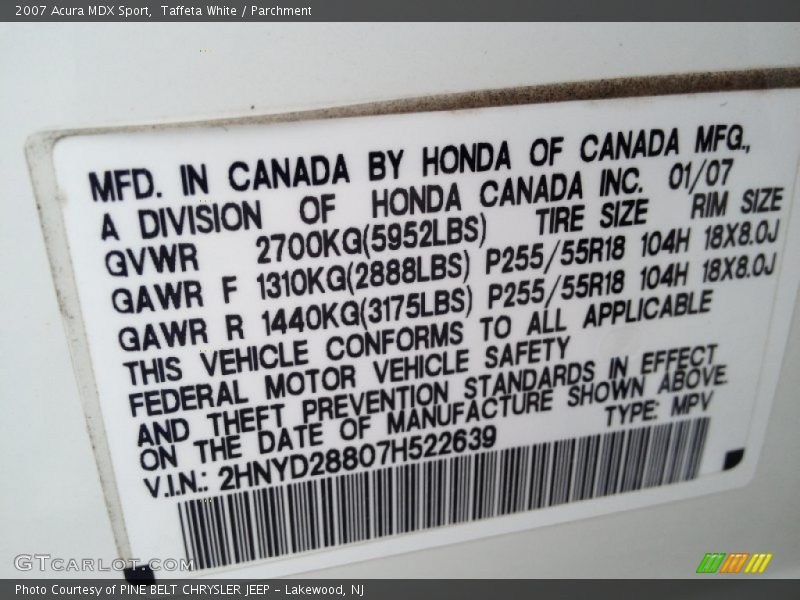 2007 Acura MDX Sport,  Taffeta White / Parchment
MFD. IN CANADA BY HONDA OF CANADA MFG.,
A DIVISION OF HONDA CANADA INC. 01/07
GVWR 2700KG(5952LBS) TIRE SIZE RIM SIZE
GAWR F 1310KG(2888LBS) P255/55R18 104H 18X8.0J
GAWR R 1440KG(3175LBS) P255/55R18 104H 18X8.0J
THIS VEHICLE CONFORMS TO ALL APPLICABLE
FEDERAL MOTOR VEHICLE SAFETY
AND THEFT PREVENTION STANDARDS IN EFFECT
ON THE DATE OF MANUFACTURE SHOWN ABOVE.
V.I.N.: 2HNYD28807H522639 TYPE: MPV
GTCarLot.com
Photo Courtesy of PINE BELT CHRYSLER JEEP - Lakewood, NJ